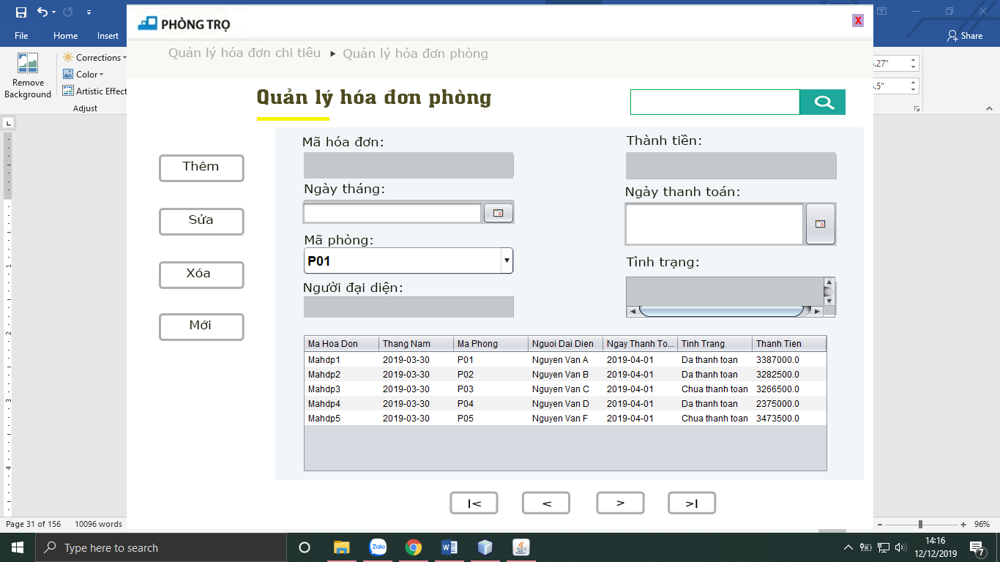 File Home Insert
Share
Corrections
Color
Artistic Effect
Remove
Background
Adjust
PHÒNG TRỌ
X
Quản lý hóa đơn chi tiêu ▸ Quản lý hóa đơn phòng
Quản lý hóa đơn phòng
Thêm
Sửa
Xóa
Mới
Mã hóa đơn:
Ngày tháng:
Mã phòng:
P01
Người đại diện:
Thành tiền:
Ngày thanh toán:
Tình trạng:
Ma Hoa Don Thang Nam Ma Phong Nguoi Dai Dien Ngay Thanh To... Tinh Trang Thanh Tien
Mahdp1 2019-03-30 P01 Nguyen Van A 2019-04-01 Da thanh toan 3387000.0
Mahdp2 2019-03-30 P02 Nguyen Van B 2019-04-01 Da thanh toan 3282500.0
Mahdp3 2019-03-30 P03 Nguyen Van C 2019-04-01 Chua thanh toan 3266500.0
Mahdp4 2019-03-30 P04 Nguyen Van D 2019-04-01 Da thanh toan 2375000.0
Mahdp5 2019-03-30 P05 Nguyen Van F 2019-04-01 Chua thanh toan 3473500.0
|< < > >|
.27"
.5"
L
1
2
3
4
Page 31 of 156 10096 words
96%
Type here to search
Zalo
14:16
12/12/2019
7